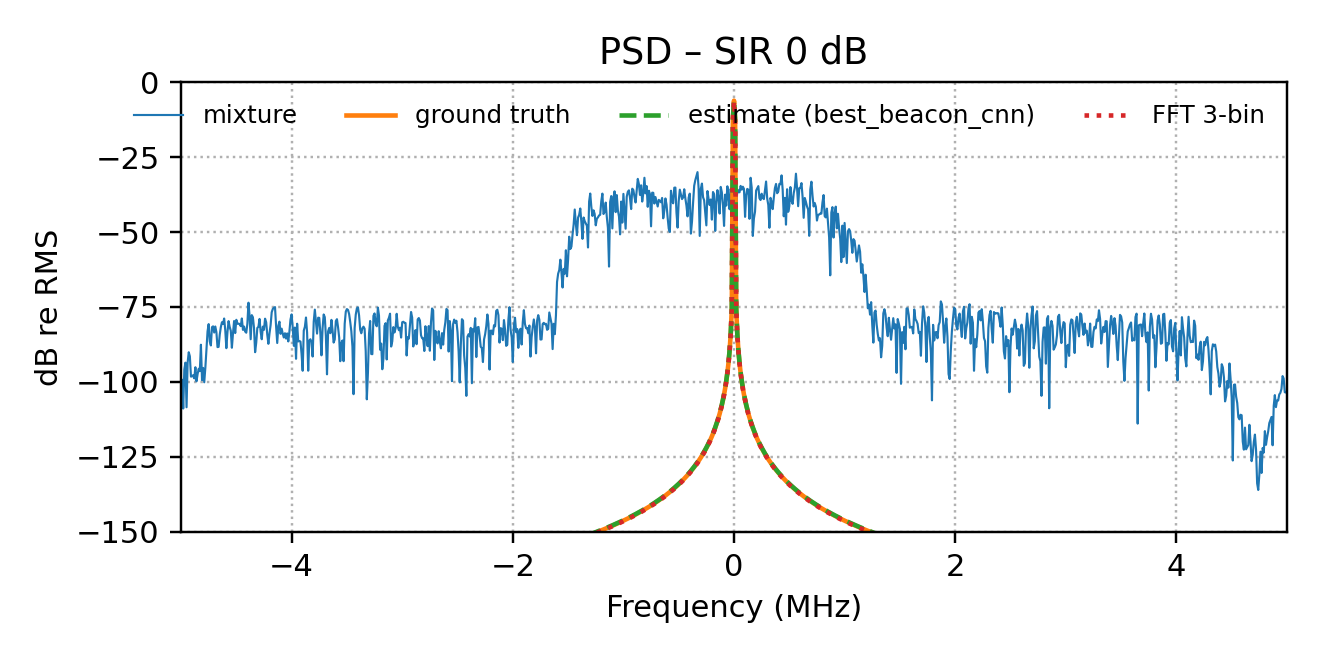 PSD – SIR 0 dB
mixture ground truth estimate (best_beacon_cnn) FFT 3-bin
dB re RMS
0
−25
−50
−75
−100
−125
−150
−4 −2 0 2 4
Frequency (MHz)